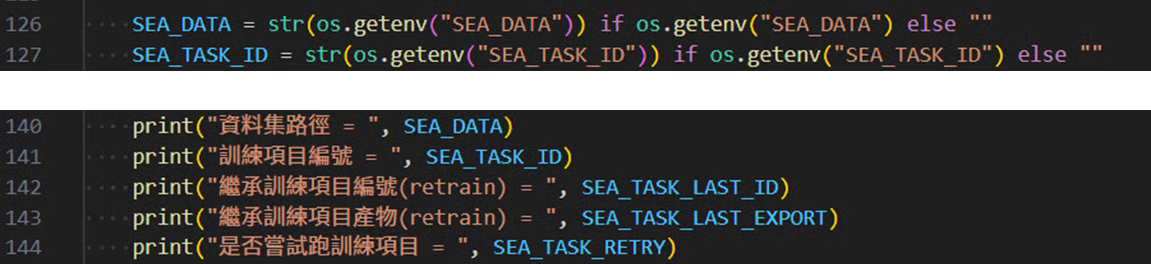 126 SEA_DATA = str(os.getenv("SEA_DATA")) if os.getenv("SEA_DATA") else ""
127 SEA_TASK_ID = str(os.getenv("SEA_TASK_ID")) if os.getenv("SEA_TASK_ID") else ""
140 print("資料集路徑 = ", SEA_DATA)
141 print("訓練項目編號 = ", SEA_TASK_ID)
142 print("繼承訓練項目編號(retrain) = ", SEA_TASK_LAST_ID)
143 print("繼承訓練項目產物(retrain) = ", SEA_TASK_LAST_EXPORT)
144 print("是否嘗試跑訓練項目 = ", SEA_TASK_RETRY)